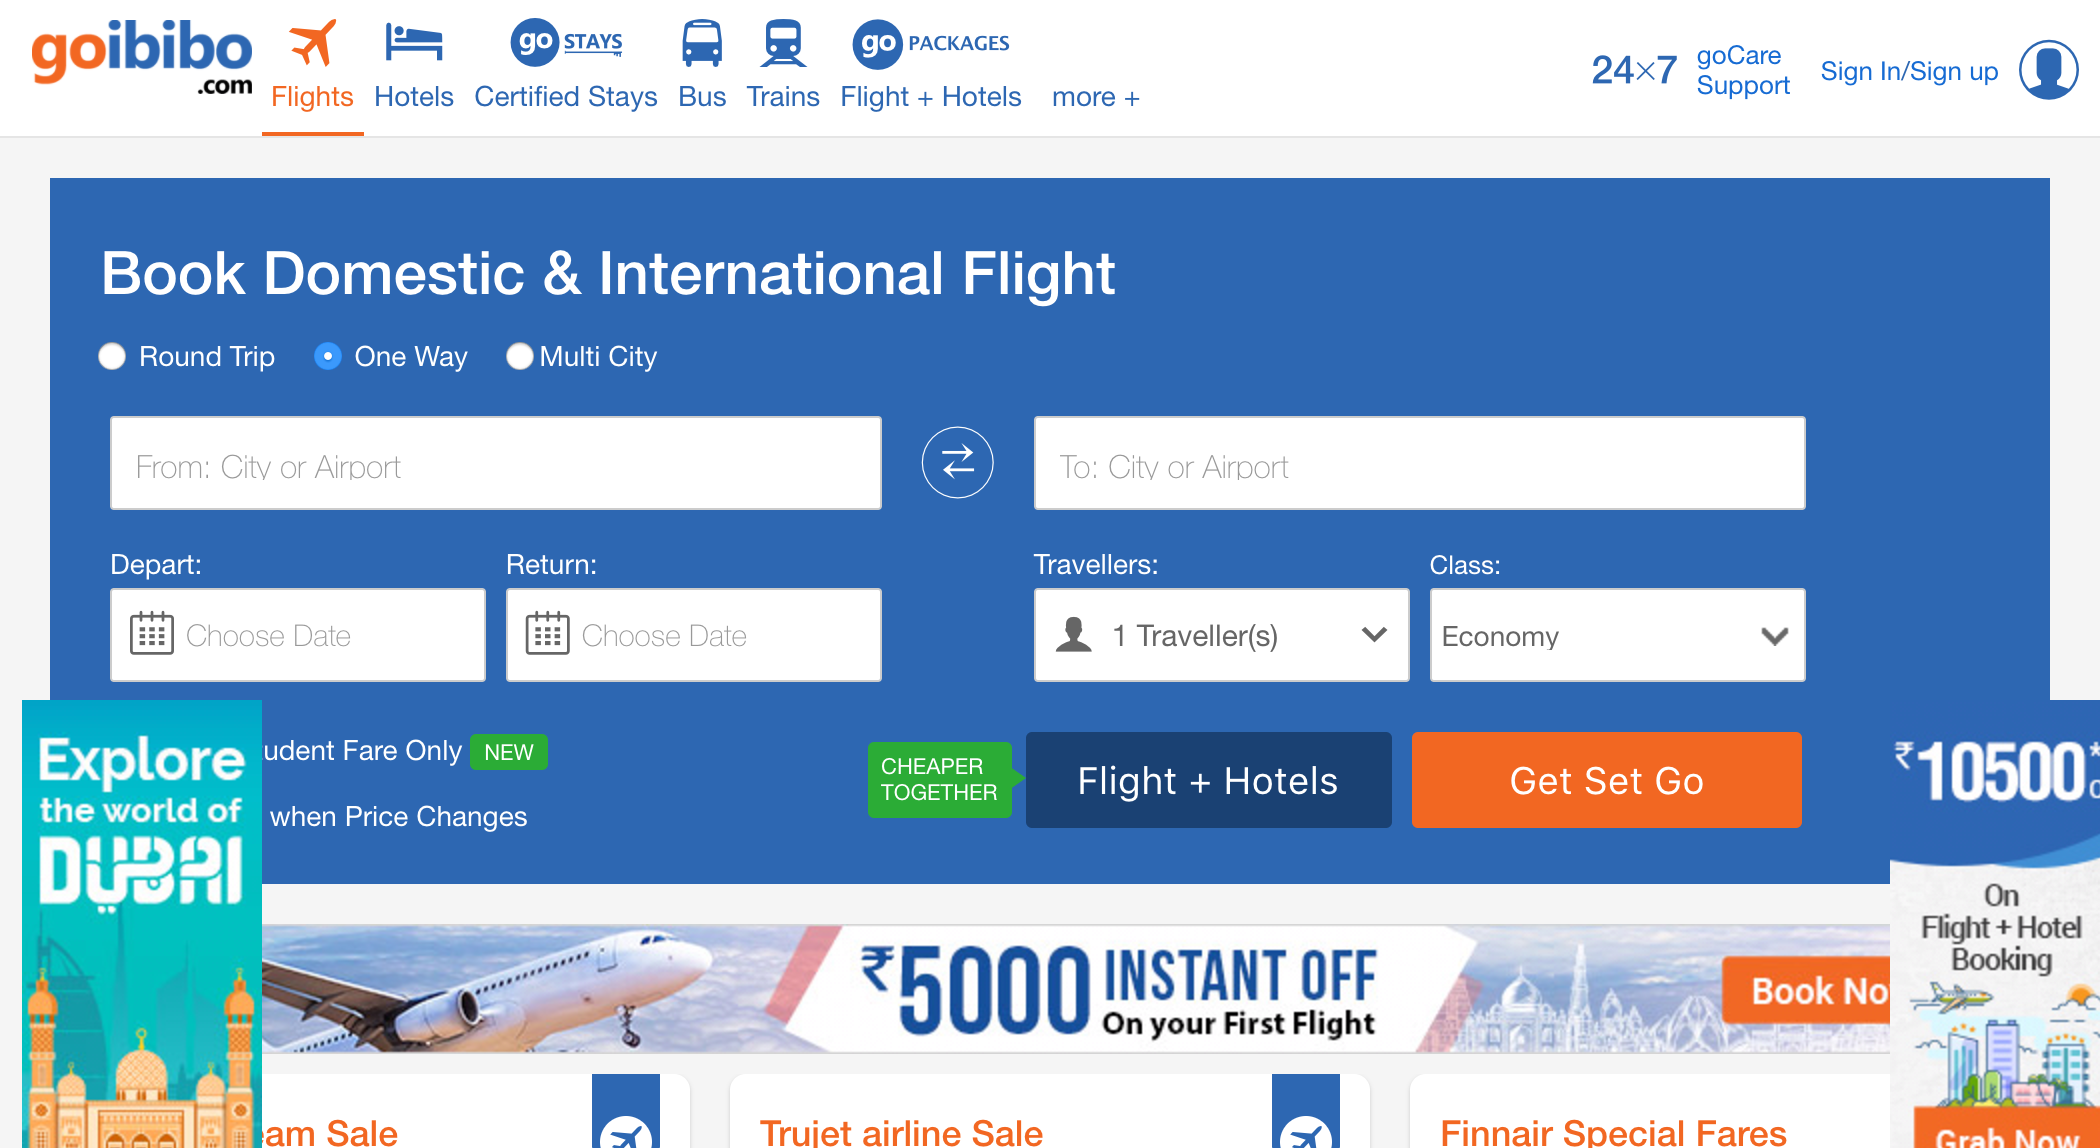 goibibo
.com
Flights
Hotels
go STAYS
Certified Stays
Bus
Trains
go PACKAGES
Flight + Hotels
more +
24×7
goCare
Support
Sign In/Sign up
Book Domestic & International Flight
Round Trip
One Way
Multi City
From: City or Airport
To: City or Airport
Depart:
Return:
Travellers:
Class:
Choose Date
Choose Date
1 Traveller(s)
Economy
udent Fare Only NEW
when Price Changes
CHEAPER
TOGETHER
Flight + Hotels
Get Set Go
Explore
the world of
DUBAI
₹10500*
On
Flight + Hotel
Booking
Grab Now
₹5000 INSTANT OFF
On your First Flight
Book No
eam Sale
Trujet airline Sale
Finnair Special Fares